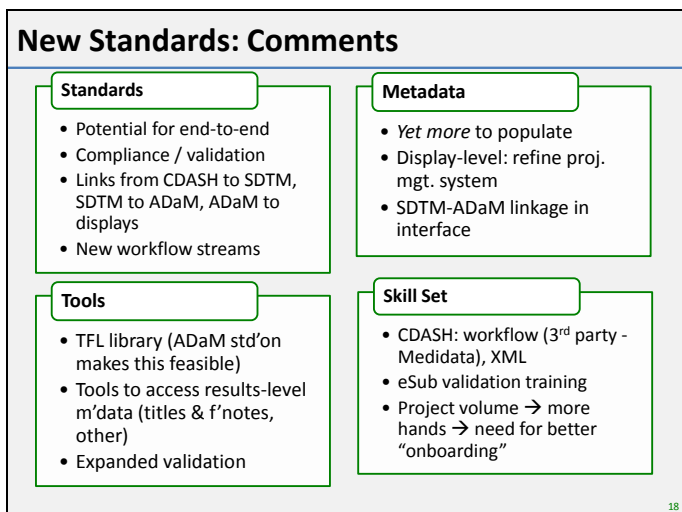 New Standards: Comments
Standards
• Potential for end-to-end
• Compliance / validation
• Links from CDASH to SDTM,
SDTM to ADaM, ADaM to
displays
• New workflow streams
Metadata
• Yet more to populate
• Display-level: refine proj.
mgt. system
• SDTM-ADaM linkage in
interface
Tools
• TFL library (ADaM std'on
makes this feasible)
• Tools to access results-level
m'data (titles & f'notes,
other)
• Expanded validation
Skill Set
• CDASH: workflow (3rd party -
Medidata), XML
• eSub validation training
• Project volume → more
hands → need for better
“onboarding”
18